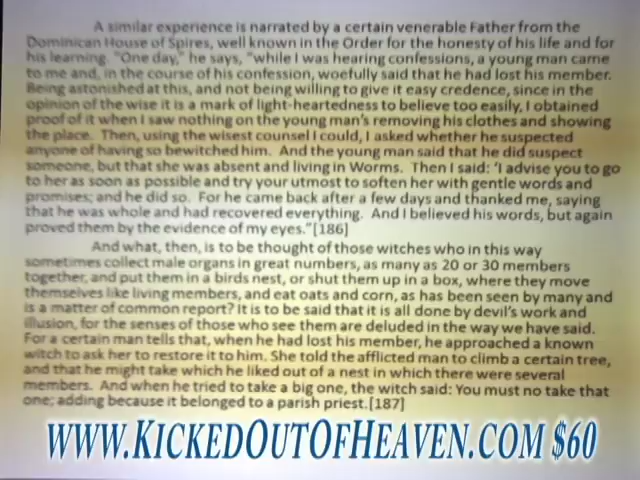 A similar experience is narrated by a certain venerable Father from the
Dominican House of Spires, well known in the Order for the honesty of his life and for
his learning. "One day," he says, "while I was hearing confessions, a young man came
to me and, in the course of his confession, woefully said that he had lost his member.
Being astonished at this, and not being willing to give it easy credence, since in the
opinion of the wise it is a mark of light-heartedness to believe too easily, I obtained
proof of it when I saw nothing on the young man's removing his clothes and showing
the place. Then, using the wisest counsel I could, I asked whether he suspected
anyone of having so bewitched him. And the young man said that he did suspect
someone, but that she was absent and living in Worms. Then I said: 'I advise you to go
to her as soon as possible and try your utmost to soften her with gentle words and
promises; and he did so. For he came back after a few days and thanked me, saying
that he was whole and had recovered everything. And I believed his words, but again
proved them by the evidence of my eyes."[186]
And what, then, is to be thought of those witches who in this way
sometimes collect male organs in great numbers, as many as 20 or 30 members
together, and put them in a birds nest, or shut them up in a box, where they move
themselves like living members, and eat oats and corn, as has been seen by many and
is a matter of common report? It is to be said that it is all done by devil's work and
illusion, for the senses of those who see them are deluded in the way we have said.
For a certain man tells that, when he had lost his member, he approached a known
witch to ask her to restore it to him. She told the afflicted man to climb a certain tree,
and that he might take which he liked out of a nest in which there were several
members. And when he tried to take a big one, the witch said: You must no take that
one; adding because it belonged to a parish priest.[187]
WWW.KICKEDOUTOFHEAVEN.COM $60